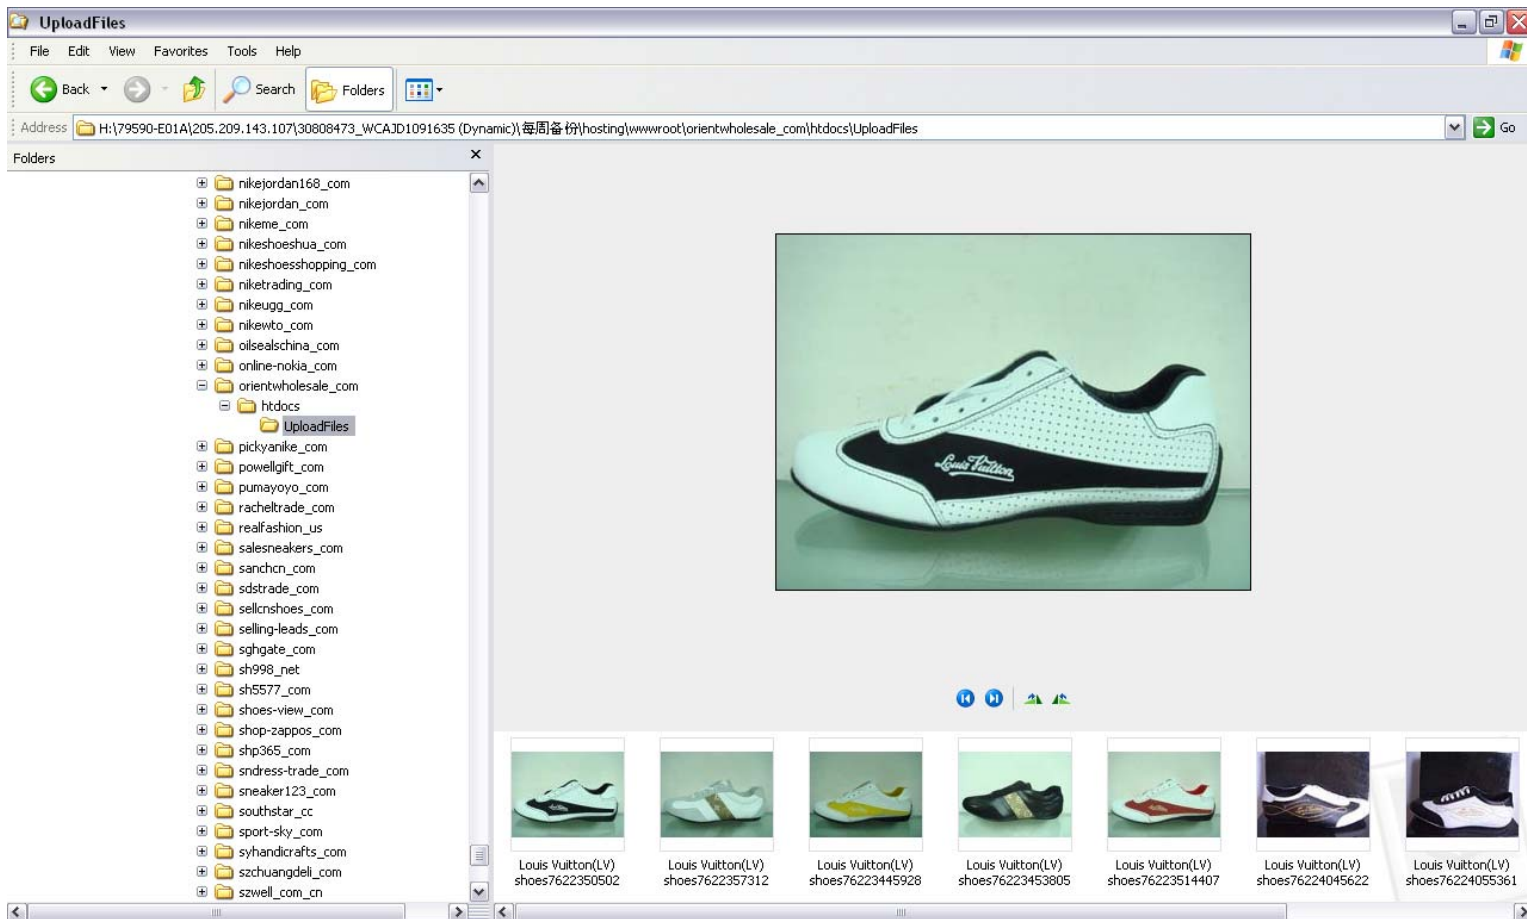 UploadFiles
File Edit View Favorites Tools Help
Back Search Folders
Address H:\79590-E01A\205.209.143.107\30808473_WCAJD1091635 (Dynamic)\每周备份\hosting\wwwroot\orientwholesale_com\htdocs\UploadFiles Go
Folders
nikejordan168_com
nikejordan_com
nikeme_com
nikeshoeshua_com
nikeshoesshopping_com
niketrading_com
nikeugg_com
nikewto_com
oilsealschina_com
online-nokia_com
orientwholesale_com
htdocs
UploadFiles
pickyanike_com
powellgift_com
pumayoyo_com
racheltrade_com
realfashion_us
salesneakers_com
sanchcn_com
sdstrade_com
sellcnshoes_com
selling-leads_com
sghgate_com
sh998_net
sh5577_com
shoes-view_com
shop-zappos_com
shp365_com
sndress-trade_com
sneaker123_com
southstar_cc
sport-sky_com
syhandicrafts_com
szchuangdeli_com
szwell_com_cn
Louis Vuitton
Louis Vuitton(LV)
shoes7622350502
Louis Vuitton(LV)
shoes7622357312
Louis Vuitton(LV)
shoes76223445928
Louis Vuitton(LV)
shoes76223453805
Louis Vuitton(LV)
shoes76223514407
Louis Vuitton(LV)
shoes76224045622
Louis Vuitton(LV)
shoes76224055361